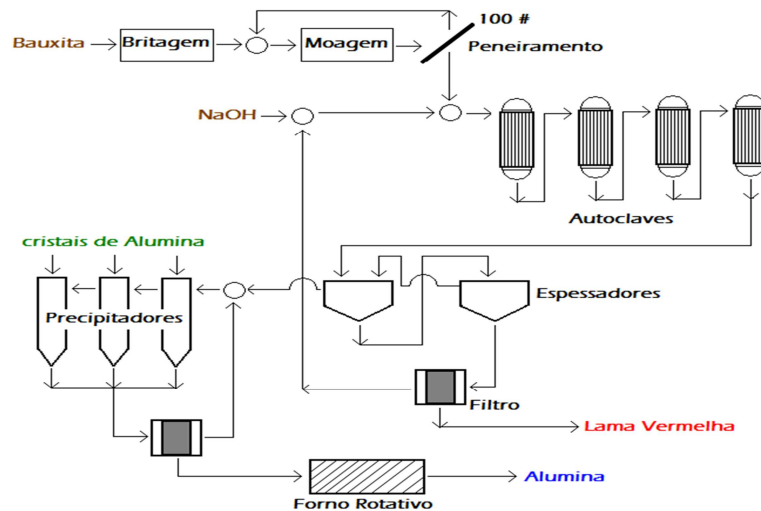 100 #
Bauxita
Britagem
Moagem
Peneiramento
NaOH
Autoclaves
cristais de Alumina
Precipitadores
Espessadores
Filtro
Lama Vermelha
Alumina
Forno Rotativo